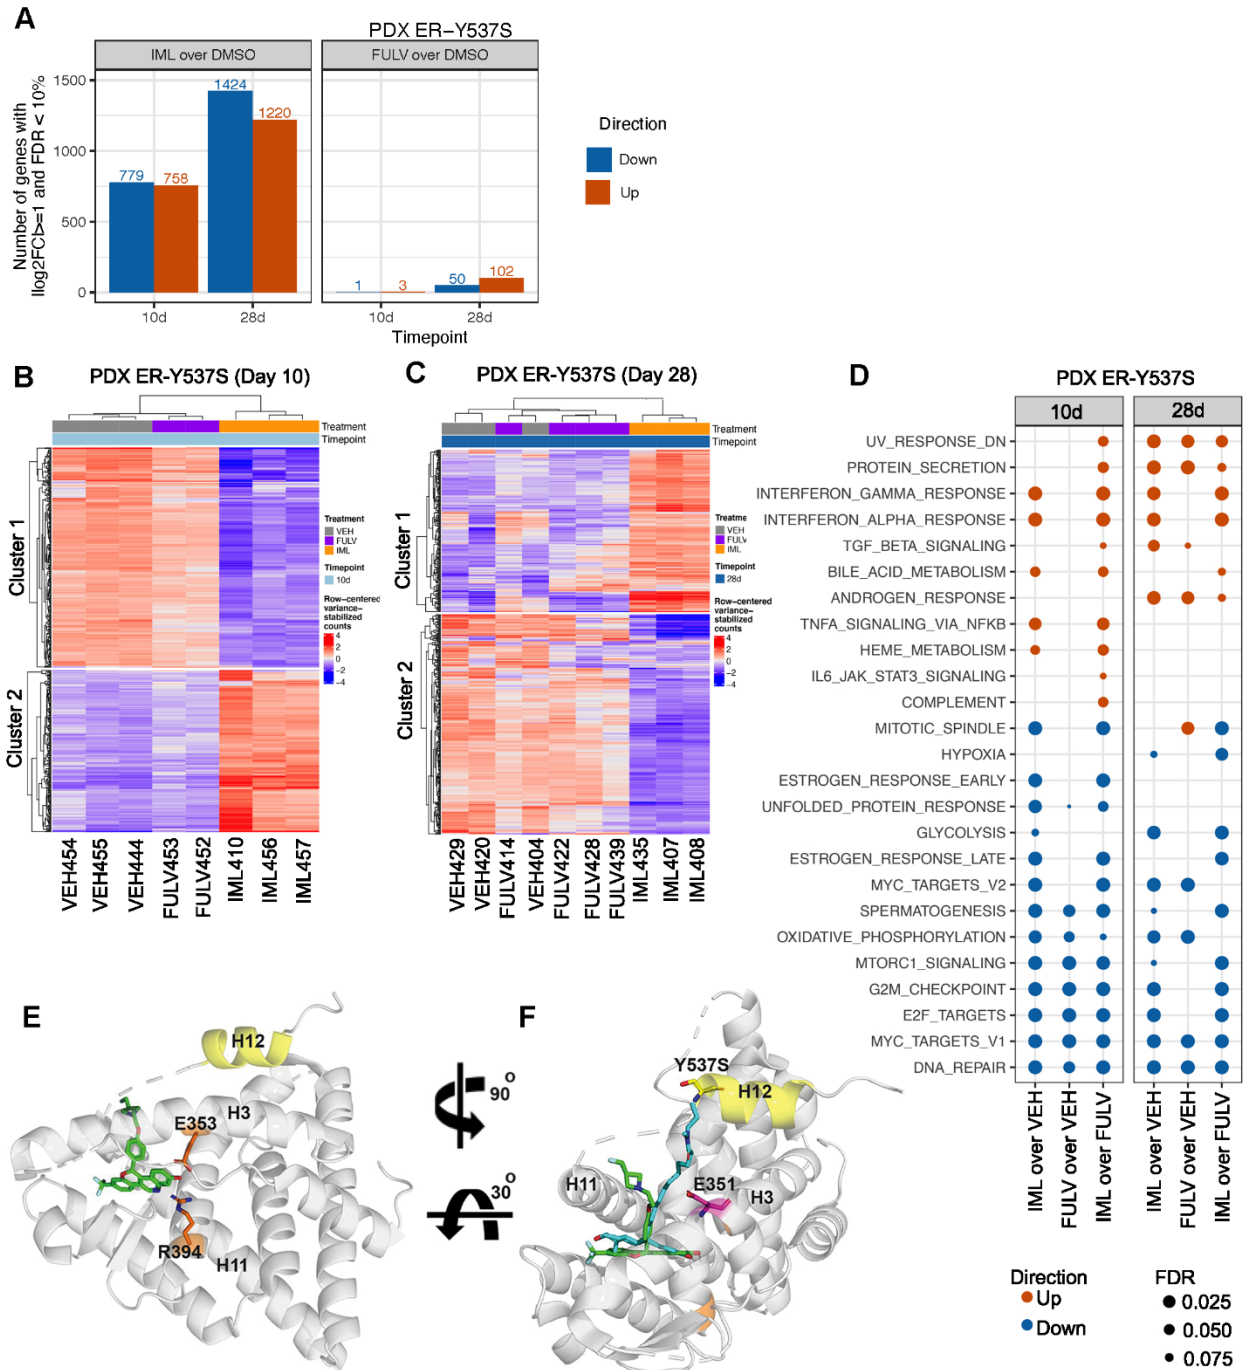 A
PDX ER–Y537S
IML over DMSO
FULV over DMSO
Number of genes with
|log2FC|>=1 and FDR < 10%
1500
1000
500
0
779
758
1424
1220
1
3
50
102
10d
28d
10d
28d
Timepoint
Direction
Down
Up
B
PDX ER-Y537S (Day 10)
Treatment
Timepoint
Cluster 1
Cluster 2
Treatment
VEH
FULV
IML
Timepoint
10d
Row-centered
variance-
stabilized
counts
4
2
0
−2
−4
VEH454
VEH455
VEH444
FULV453
FULV452
IML410
IML456
IML457
C
PDX ER-Y537S (Day 28)
Treatment
Timepoint
Cluster 1
Cluster 2
Treatme
VEH
FULV
IML
Timepoint
28d
Row-centered
variance-
stabilized
counts
4
2
0
−2
−4
VEH429
VEH420
FULV414
VEH404
FULV422
FULV428
FULV439
IML435
IML407
IML408
D
PDX ER-Y537S
10d
28d
UV_RESPONSE_DN
PROTEIN_SECRETION
INTERFERON_GAMMA_RESPONSE
INTERFERON_ALPHA_RESPONSE
TGF_BETA_SIGNALING
BILE_ACID_METABOLISM
ANDROGEN_RESPONSE
TNFA_SIGNALING_VIA_NFKB
HEME_METABOLISM
IL6_JAK_STAT3_SIGNALING
COMPLEMENT
MITOTIC_SPINDLE
HYPOXIA
ESTROGEN_RESPONSE_EARLY
UNFOLDED_PROTEIN_RESPONSE
GLYCOLYSIS
ESTROGEN_RESPONSE_LATE
MYC_TARGETS_V2
SPERMATOGENESIS
OXIDATIVE_PHOSPHORYLATION
MTORC1_SIGNALING
G2M_CHECKPOINT
E2F_TARGETS
MYC_TARGETS_V1
DNA_REPAIR
IML over VEH
FULV over VEH
IML over FULV
IML over VEH
FULV over VEH
IML over FULV
Direction
Up
Down
FDR
0.025
0.050
0.075
E
H12
H3
E353
R394
H11
90°
30°
F
Y537S
H12
H11
E351
H3